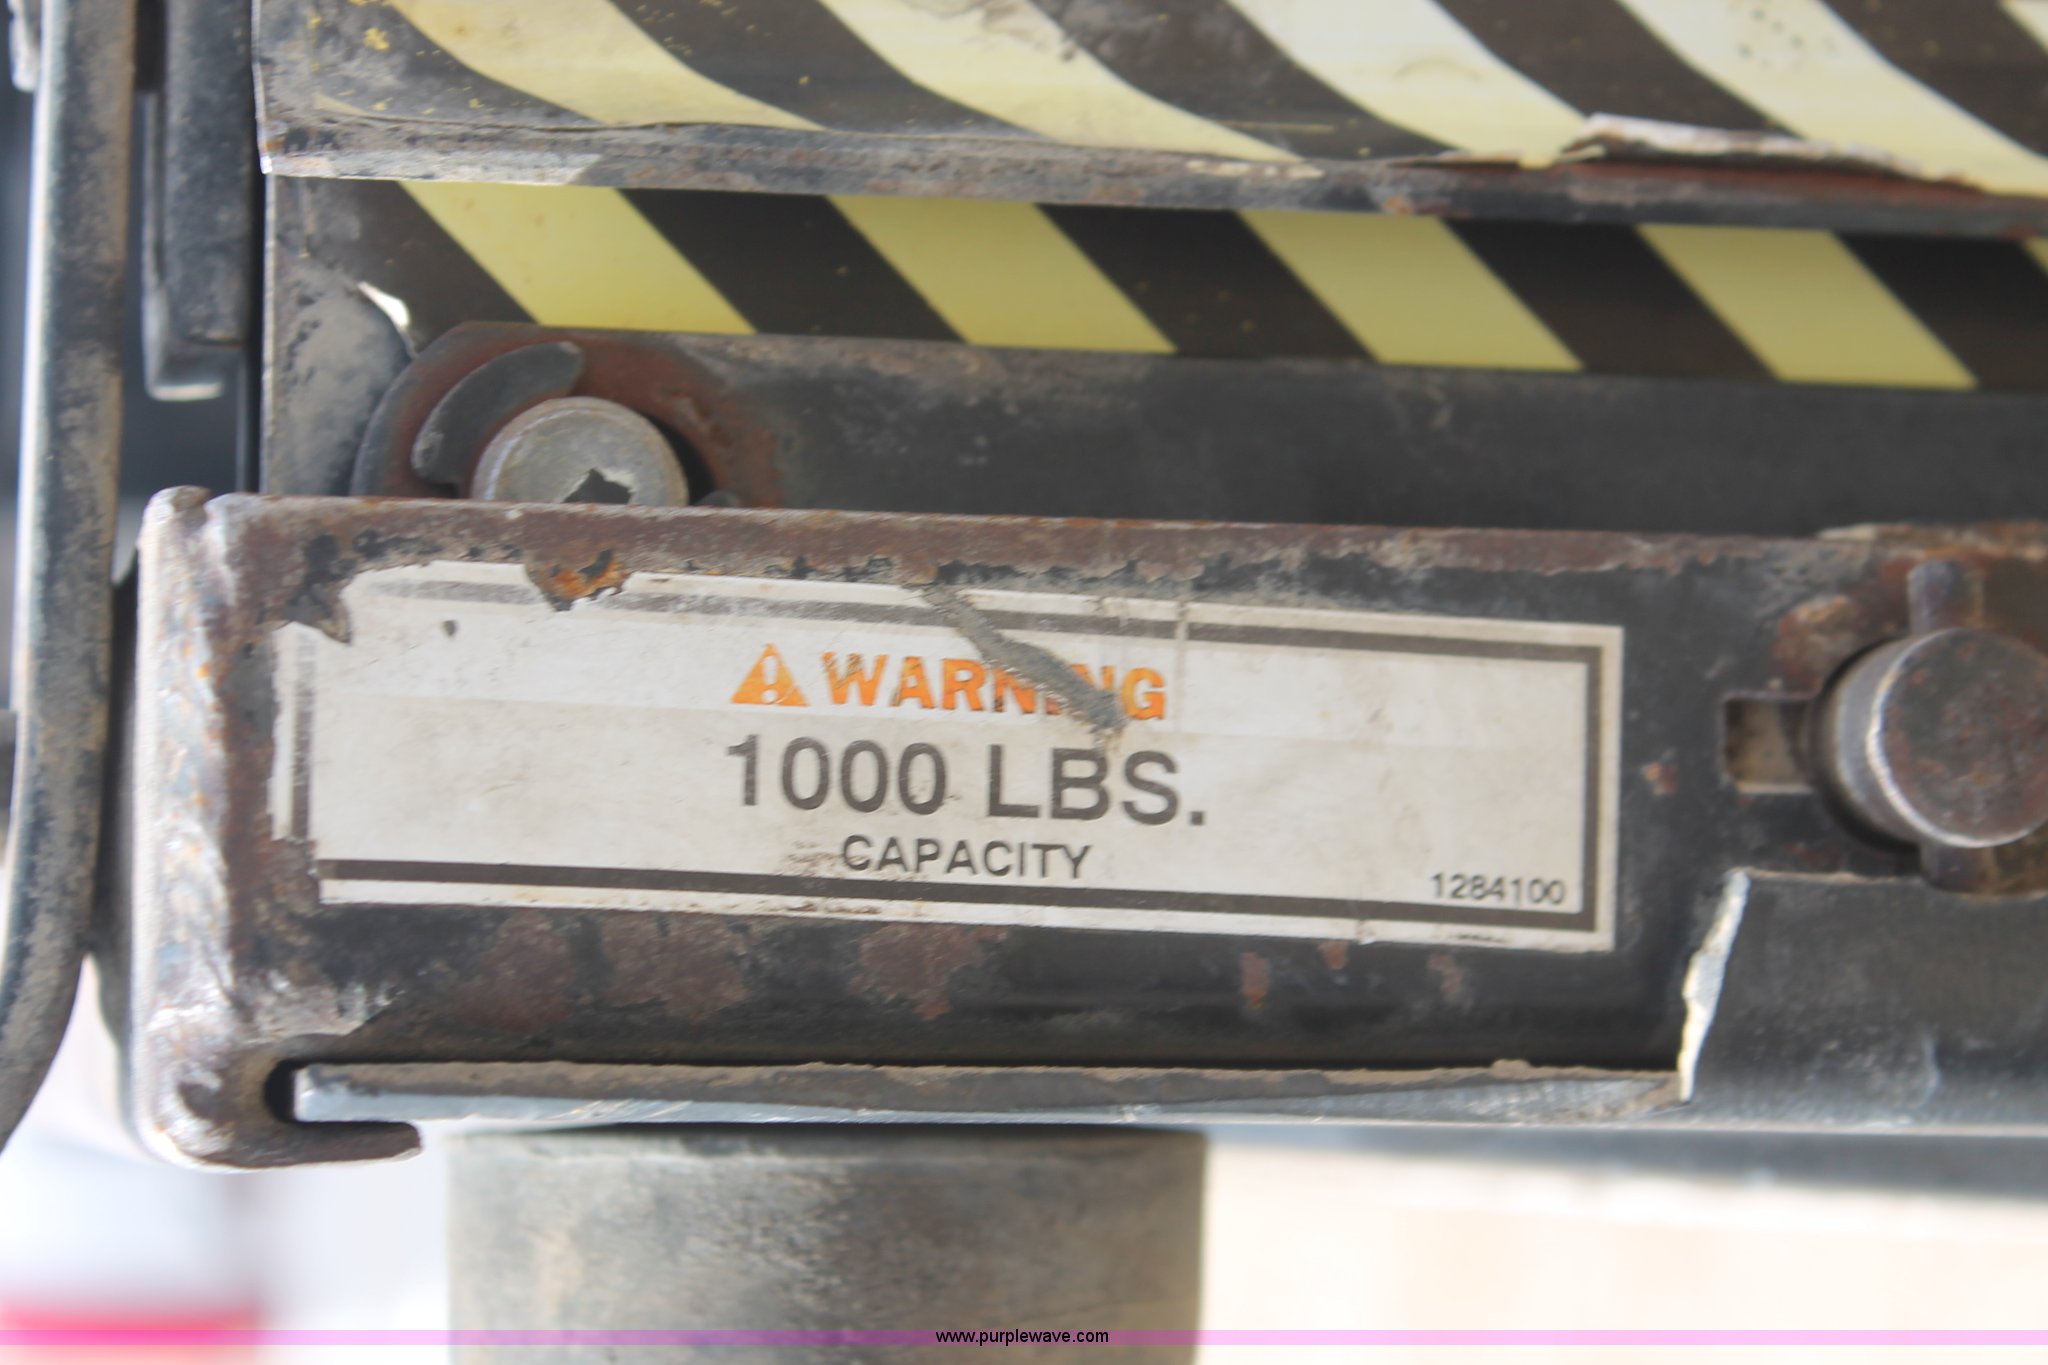 WARNING
1000 LBS.
CAPACITY
1284100
www.purplewave.com